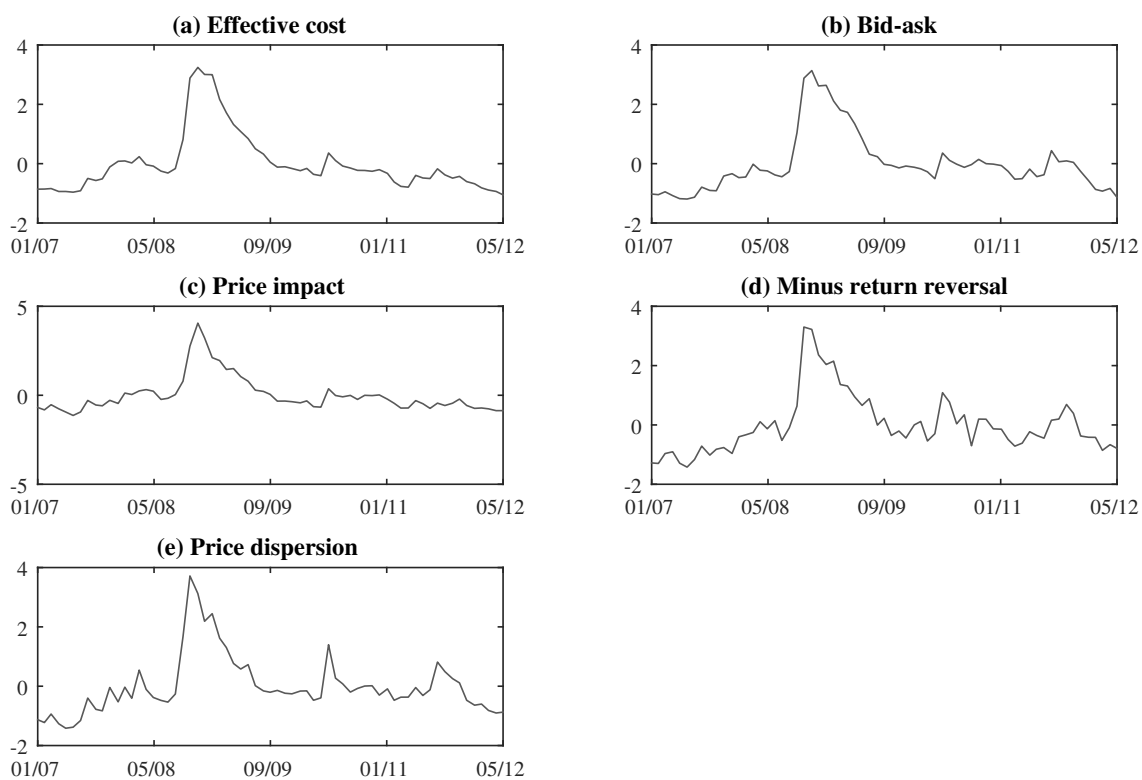 (a) Effective cost
4
2
0
-2
01/07 05/08 09/09 01/11 05/12
(b) Bid-ask
4
2
0
-2
01/07 05/08 09/09 01/11 05/12
(c) Price impact
5
0
-5
01/07 05/08 09/09 01/11 05/12
(d) Minus return reversal
4
2
0
-2
01/07 05/08 09/09 01/11 05/12
(e) Price dispersion
4
2
0
-2
01/07 05/08 09/09 01/11 05/12